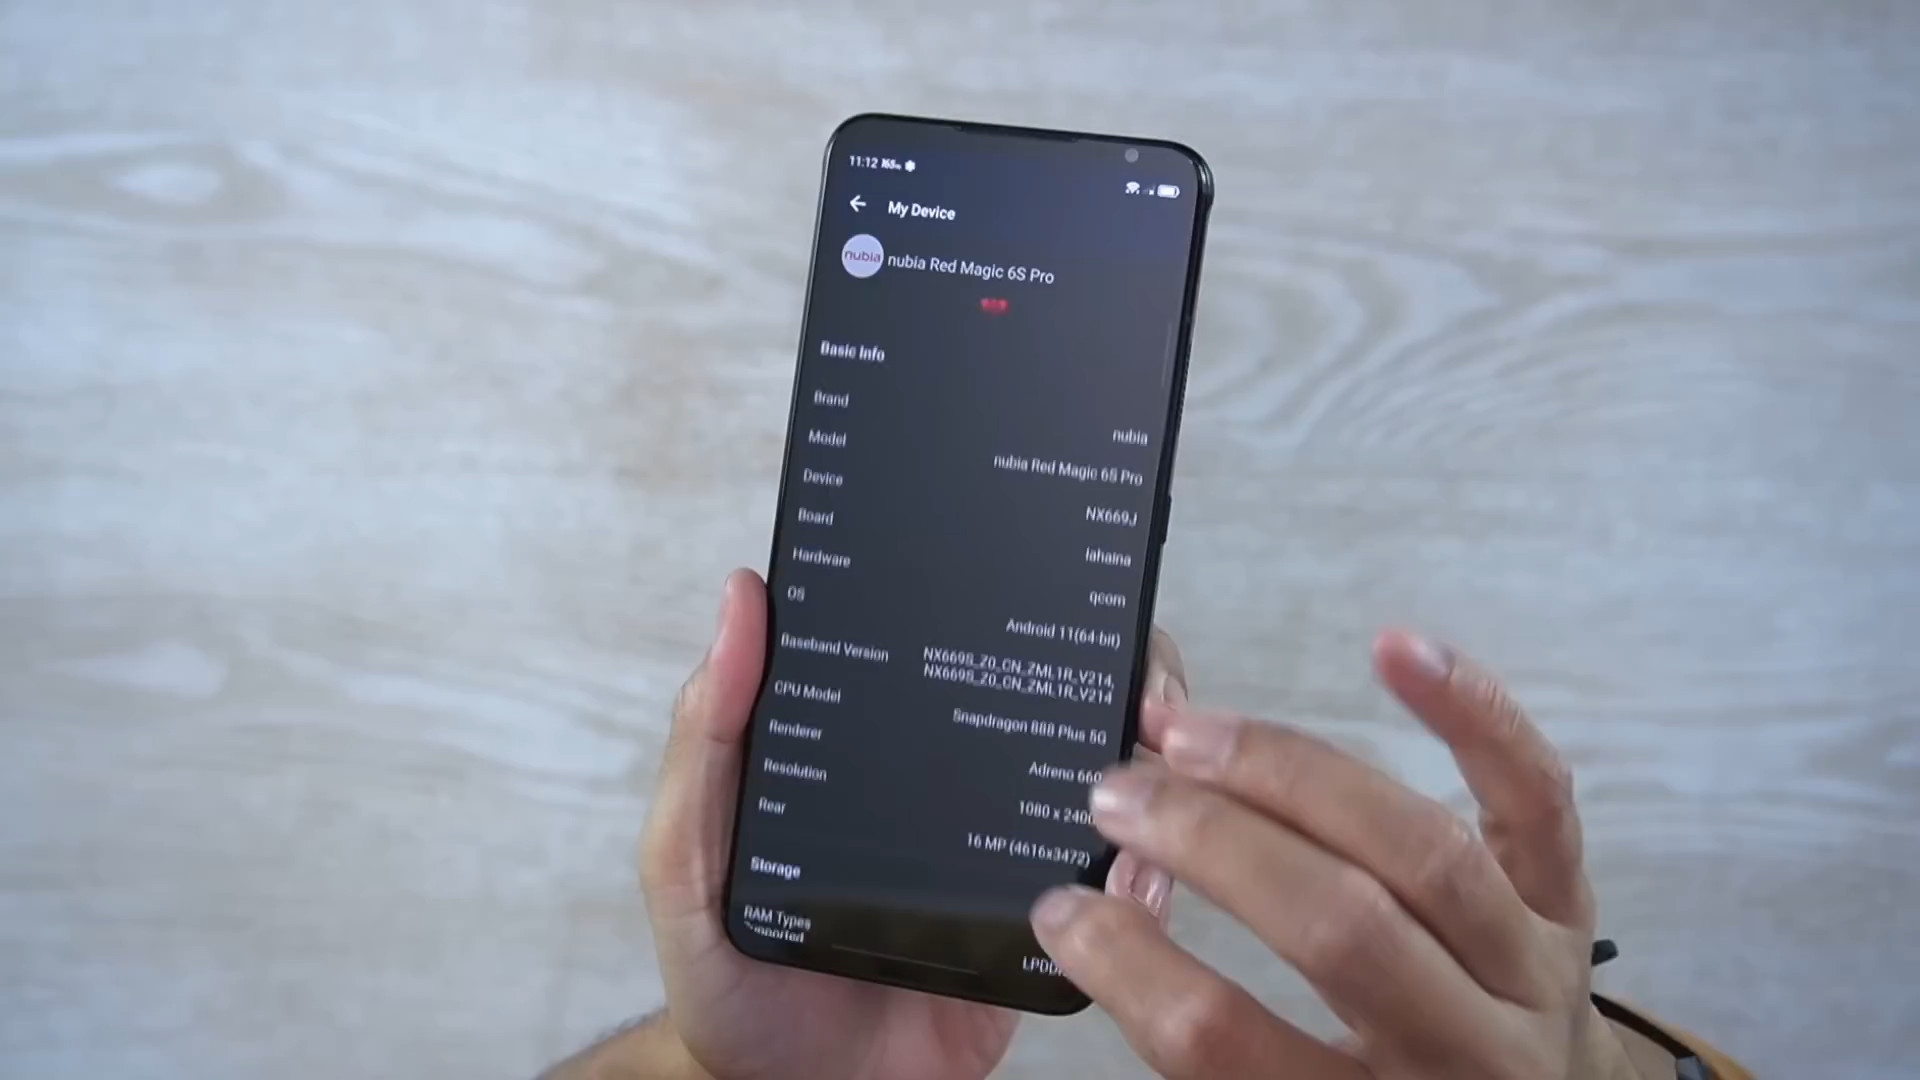 11:12
My Device
nubia
nubia Red Magic 6S Pro
Basic Info
Brand
nubia
Model
nubia Red Magic 6S Pro
Device
NX669J
Board
lahaina
Hardware
qcom
OS
Android 11(64-bit)
Baseband Version
NX669S_Z0_CN_ZML1R_V214,
NX669S_Z0_CN_ZML1R_V214
CPU Model
Snapdragon 888 Plus 5G
Renderer
Adreno 660
Resolution
1080 x 2400
Rear
16 MP (4616x3472)
Storage
RAM Types
Supported